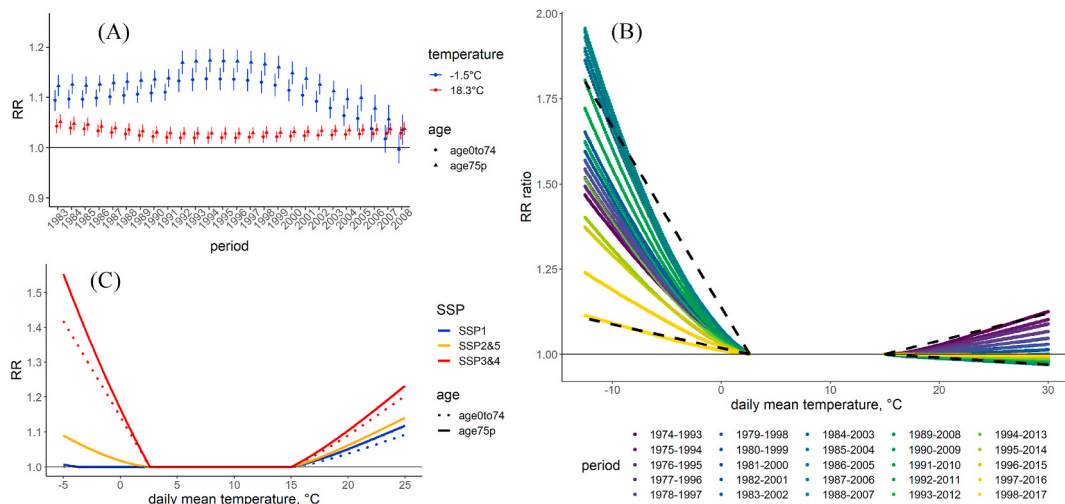 (A)
1.2
1.1
1.0
0.9
RR
1983 1984 1985 1986 1987 1988 1989 1990 1991 1992 1993 1994 1995 1996 1997 1998 1999 2000 2001 2002 2003 2004 2005 2006 2007 2008
period
temperature
-1.5°C
18.3°C
age
age0to74
age75p
(B)
2.00
1.75
1.50
1.25
1.00
RR ratio
-10 0 10 20 30
daily mean temperature, °C
(C)
1.5
1.4
1.3
1.2
1.1
1.0
RR
-5 0 5 10 15 20 25
daily mean temperature, °C
SSP
SSP1
SSP2&5
SSP3&4
age
age0to74
age75p
period
1974-1993 1979-1998 1984-2003 1989-2008 1994-2013
1975-1994 1980-1999 1985-2004 1990-2009 1995-2014
1976-1995 1981-2000 1986-2005 1991-2010 1996-2015
1977-1996 1982-2001 1987-2006 1992-2011 1997-2016
1978-1997 1983-2002 1988-2007 1993-2012 1998-2017